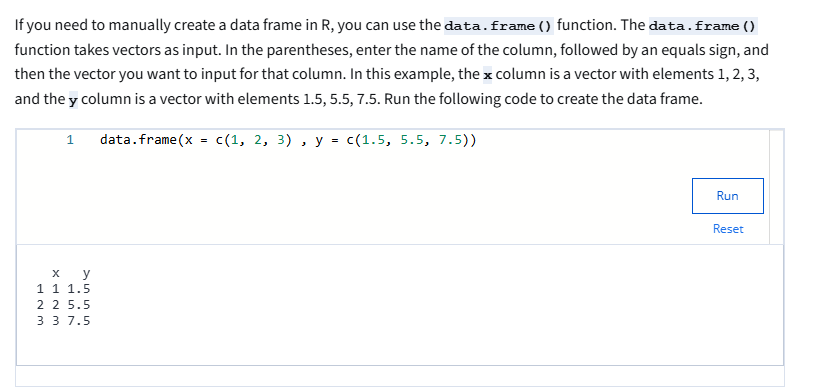 If you need to manually create a data frame in R, you can use the data.frame() function. The data.frame()
function takes vectors as input. In the parentheses, enter the name of the column, followed by an equals sign, and
then the vector you want to input for that column. In this example, the x column is a vector with elements 1, 2, 3,
and the y column is a vector with elements 1.5, 5.5, 7.5. Run the following code to create the data frame.
1 data.frame(x = c(1, 2, 3) , y = c(1.5, 5.5, 7.5))
Run
Reset
x y
1 1 1.5
2 2 5.5
3 3 7.5